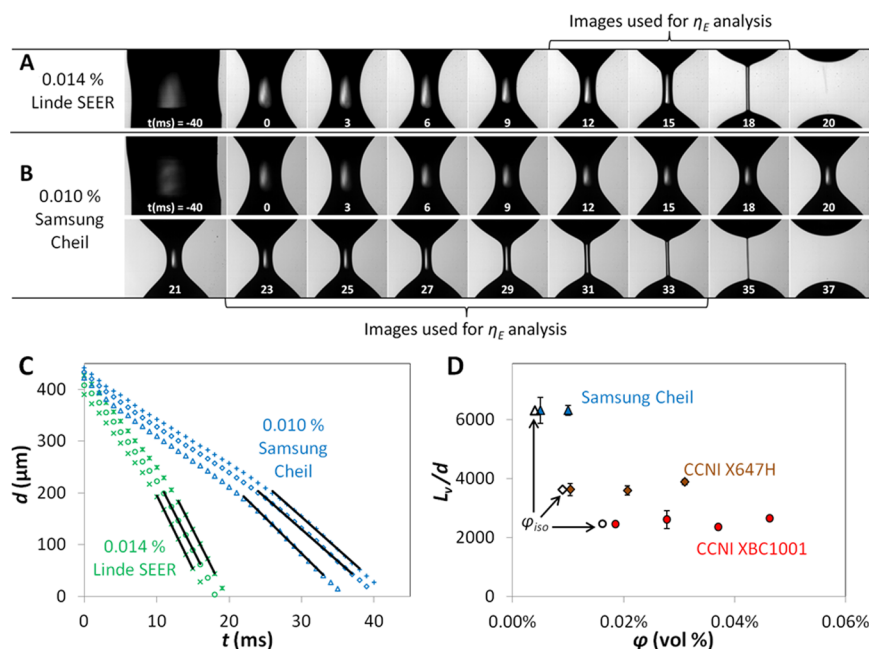 Images used for ηE analysis
A
0.014 %
Linde SEER
t(ms) = -40 0 3 6 9 12 15 18 20
B
0.010 %
Samsung
Cheil
t(ms) = -40 0 3 6 9 12 15 18 20
21 23 25 27 29 31 33 35 37
Images used for ηE analysis
C
d (µm)
400
300
200
100
0
0 10 20 30 40
t (ms)
0.010 %
Samsung
Cheil
0.014 %
Linde SEER
D
Lv/d
6000
4000
2000
0
0.00% 0.02% 0.04% 0.06%
φ (vol %)
Samsung Cheil
CCNI X647H
φiso
CCNI XBC1001